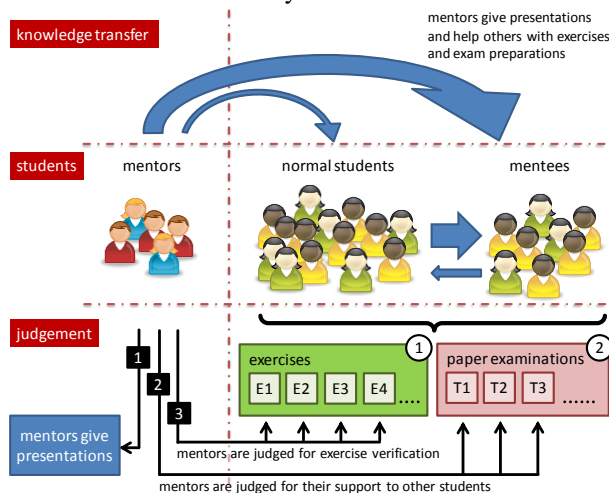 knowledge transfer
mentors give presentations
and help others with exercises
and exam preparations
students
mentors
normal students
mentees
judgement
1
2
3
exercises
1
E1
E2
E3
E4
.....
paper examinations
2
T1
T2
T3
......
mentors give
presentations
mentors are judged for exercise verification
mentors are judged for their support to other students